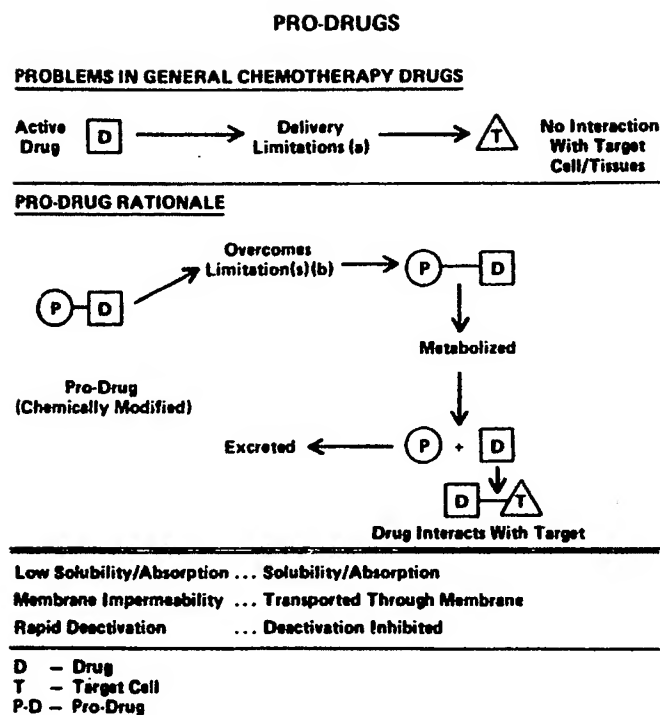 PRO-DRUGS
PROBLEMS IN GENERAL CHEMOTHERAPY DRUGS
Active
Drug
D
Delivery
Limitations (a)
T
No Interaction
With Target
Cell/Tissues
PRO-DRUG RATIONALE
Overcomes
Limitation(s)(b)
P
D
P
D
Metabolized
Pro-Drug
(Chemically Modified)
Excreted
P + D
D
T
Drug Interacts With Target
Low Solubility/Absorption ... Solubility/Absorption
Membrane Impermeability ... Transported Through Membrane
Rapid Deactivation ... Deactivation Inhibited
D – Drug
T – Target Cell
P-D – Pro-Drug